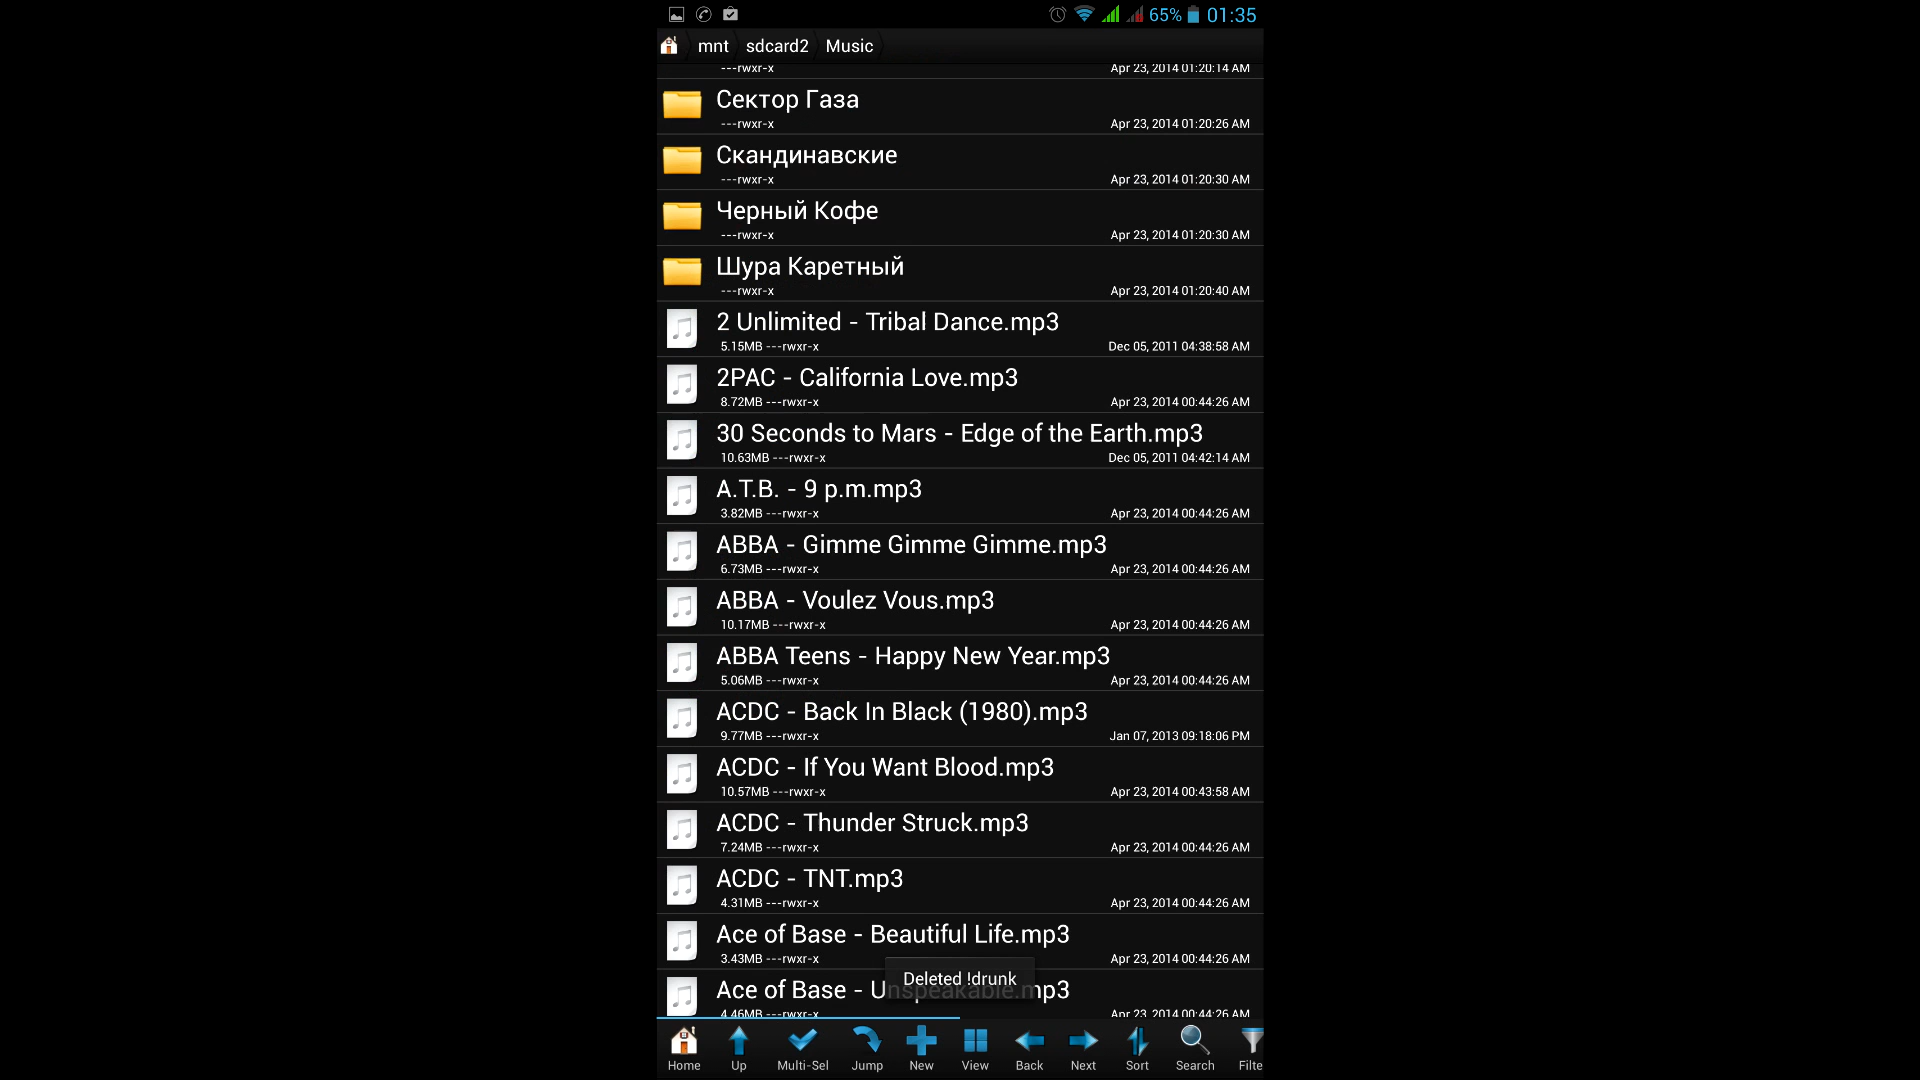 65% 01:35
mnt sdcard2 Music
---rwxr-x Apr 23, 2014 01:20:14 AM
Сектор Газа
---rwxr-x Apr 23, 2014 01:20:26 AM
Скандинавские
---rwxr-x Apr 23, 2014 01:20:30 AM
Черный Кофе
---rwxr-x Apr 23, 2014 01:20:30 AM
Шура Каретный
---rwxr-x Apr 23, 2014 01:20:40 AM
2 Unlimited - Tribal Dance.mp3
5.15MB ---rwxr-x Dec 05, 2011 04:38:58 AM
2PAC - California Love.mp3
8.72MB ---rwxr-x Apr 23, 2014 00:44:26 AM
30 Seconds to Mars - Edge of the Earth.mp3
10.63MB ---rwxr-x Dec 05, 2011 04:42:14 AM
A.T.B. - 9 p.m.mp3
3.82MB ---rwxr-x Apr 23, 2014 00:44:26 AM
ABBA - Gimme Gimme Gimme.mp3
6.73MB ---rwxr-x Apr 23, 2014 00:44:26 AM
ABBA - Voulez Vous.mp3
10.17MB ---rwxr-x Apr 23, 2014 00:44:26 AM
ABBA Teens - Happy New Year.mp3
5.06MB ---rwxr-x Apr 23, 2014 00:44:26 AM
ACDC - Back In Black (1980).mp3
9.77MB ---rwxr-x Jan 07, 2013 09:18:06 PM
ACDC - If You Want Blood.mp3
10.57MB ---rwxr-x Apr 23, 2014 00:43:58 AM
ACDC - Thunder Struck.mp3
7.24MB ---rwxr-x Apr 23, 2014 00:44:26 AM
ACDC - TNT.mp3
4.31MB ---rwxr-x Apr 23, 2014 00:44:26 AM
Ace of Base - Beautiful Life.mp3
3.43MB ---rwxr-x Apr 23, 2014 00:44:26 AM
Deleted !drunk
Ace of Base - Unspeakable.mp3
4.46MB ---rwxr-x Apr 23, 2014 00:44:26 AM
Home Up Multi-Sel Jump New View Back Next Sort Search Filte